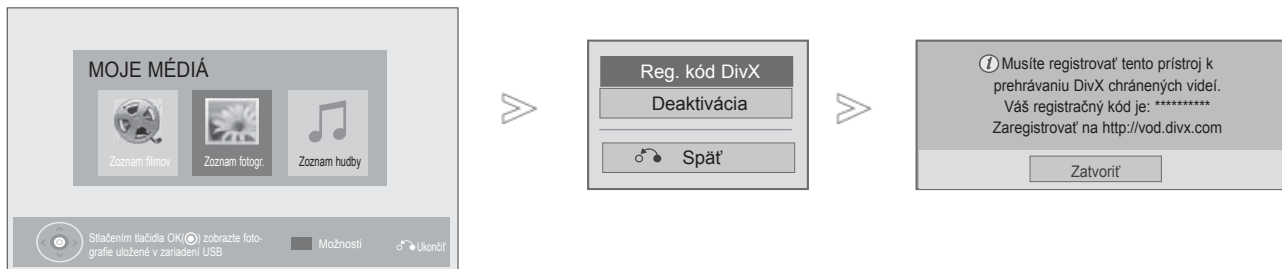 MOJE MÉDIÁ
Zoznam filmov
Zoznam fotogr.
Zoznam hudby
Stlačením tlačidla OK() zobrazte foto-
grafie uložené v zariadení USB
Možnosti
Ukončiť
Reg. kód DivX
Deaktivácia
Späť
Musíte registrovať tento prístroj k
prehrávaniu DivX chránených videí.
Váš registračný kód je: **********
Zaregistrovať na http://vod.divx.com
Zatvoriť